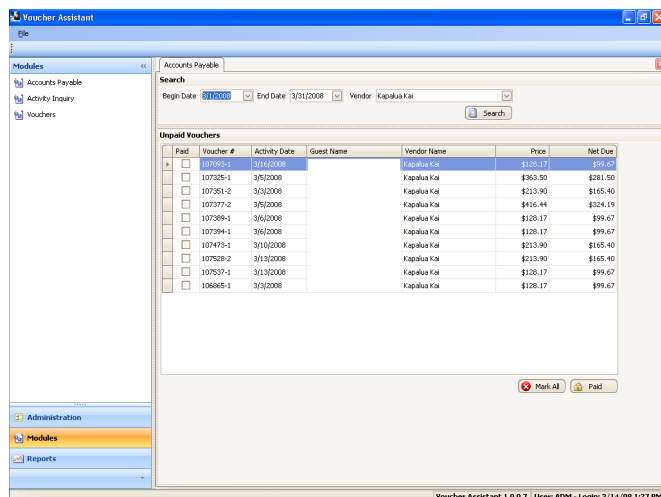 Voucher Assistant
File
Modules «
Accounts Payable
Activity Inquiry
Vouchers
Accounts Payable
Search
Begin Date 3/1/2008 End Date 3/31/2008 Vendor Kapalua Kai
Search
Unpaid Vouchers
Paid Voucher # Activity Date Guest Name Vendor Name Price Net Due
107093-1 3/16/2008 Kapalua Kai $128.17 $99.67
107325-1 3/5/2008 Kapalua Kai $363.50 $281.50
107351-2 3/3/2008 Kapalua Kai $213.90 $165.40
107377-2 3/5/2008 Kapalua Kai $416.44 $324.19
107389-1 3/6/2008 Kapalua Kai $128.17 $99.67
107394-1 3/6/2008 Kapalua Kai $128.17 $99.67
107473-1 3/10/2008 Kapalua Kai $213.90 $165.40
107528-2 3/13/2008 Kapalua Kai $213.90 $165.40
107537-1 3/13/2008 Kapalua Kai $128.17 $99.67
106865-1 3/3/2008 Kapalua Kai $128.17 $99.67
Mark All Paid
Administration
Modules
Reports
Voucher Assistant 1.0.0.7 User: ADM - Login: 3/14/08 1:27 PM